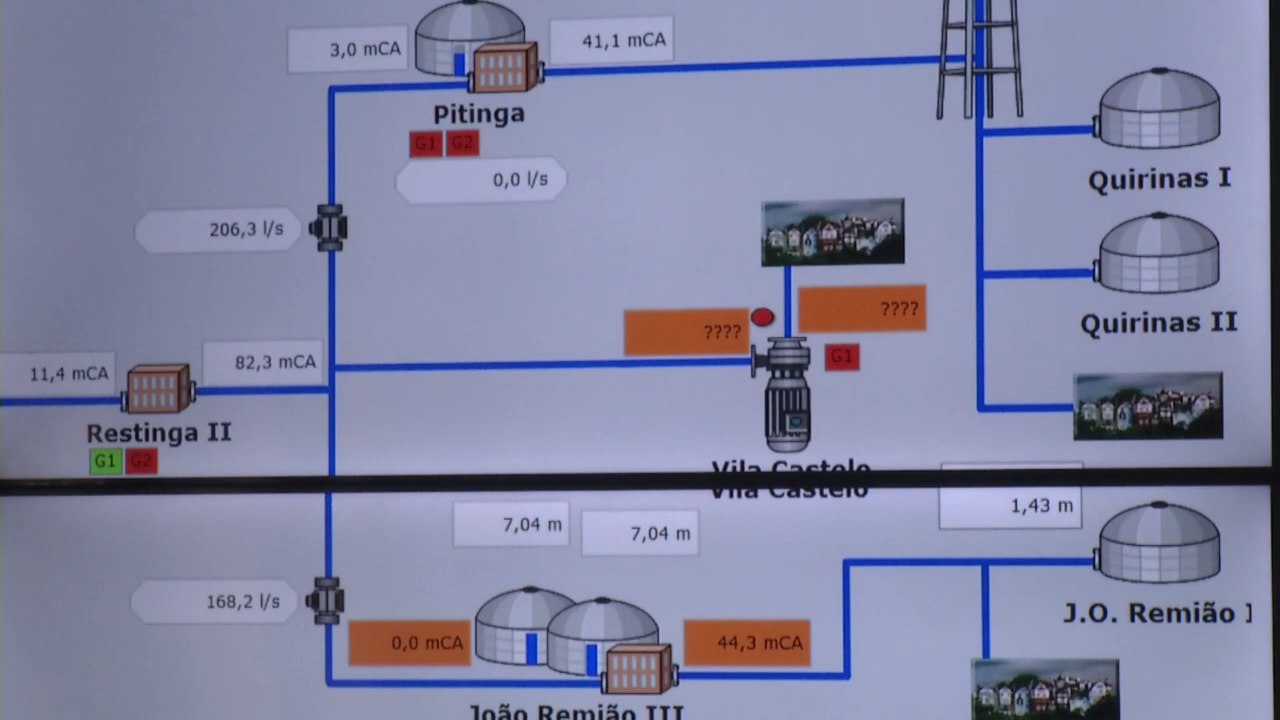 3,0 mCA
41,1 mCA
Pitinga
G1 G2
0,0 l/s
Quirinas I
206,3 l/s
????
????
Quirinas II
G1
82,3 mCA
11,4 mCA
Restinga II
G1 G2
Vila Castelo
Vila Castelo
7,04 m
7,04 m
1,43 m
168,2 l/s
J.O. Remião I
0,0 mCA
44,3 mCA
João Remião III